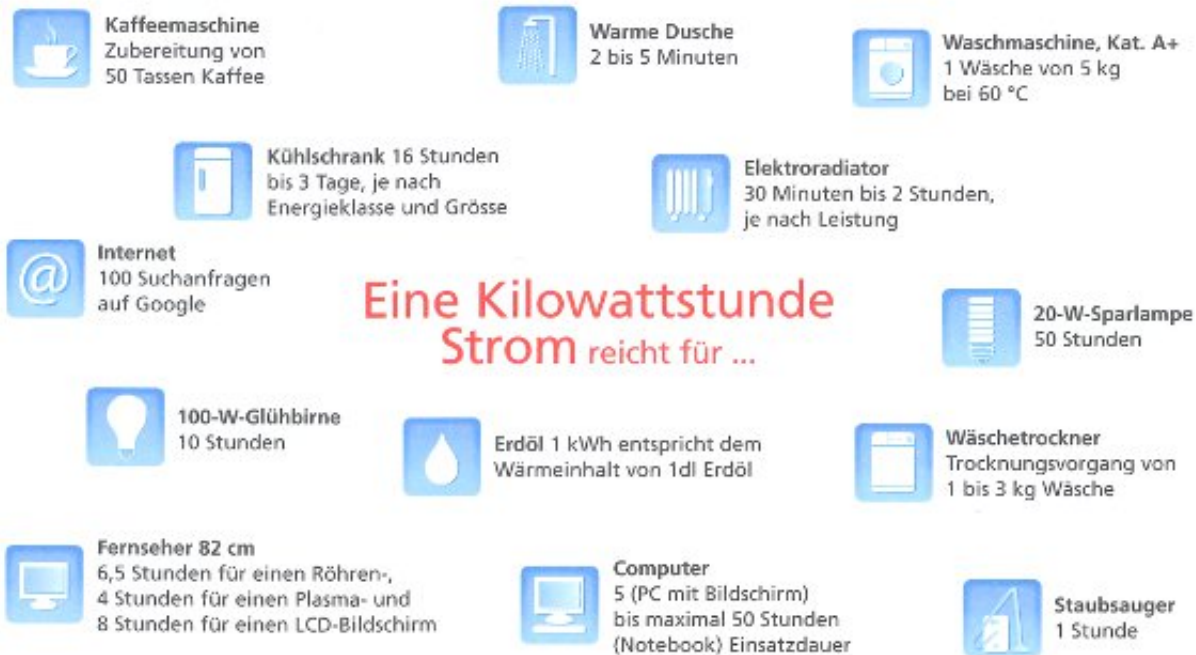 Kaffeemaschine
Zubereitung von
50 Tassen Kaffee
Warme Dusche
2 bis 5 Minuten
Waschmaschine, Kat. A+
1 Wäsche von 5 kg
bei 60 °C
Kühlschrank 16 Stunden
bis 3 Tage, je nach
Energieklasse und Grösse
Elektroradiator
30 Minuten bis 2 Stunden,
je nach Leistung
@
Internet
100 Suchanfragen
auf Google
Eine Kilowattstunde
Strom reicht für ...
20-W-Sparlampe
50 Stunden
100-W-Glühbirne
10 Stunden
Erdöl 1 kWh entspricht dem
Wärmeinhalt von 1dl Erdöl
Wäschetrockner
Trocknungsvorgang von
1 bis 3 kg Wäsche
Fernseher 82 cm
6,5 Stunden für einen Röhren-,
4 Stunden für einen Plasma- und
8 Stunden für einen LCD-Bildschirm
Computer
5 (PC mit Bildschirm)
bis maximal 50 Stunden
(Notebook) Einsatzdauer
Staubsauger
1 Stunde